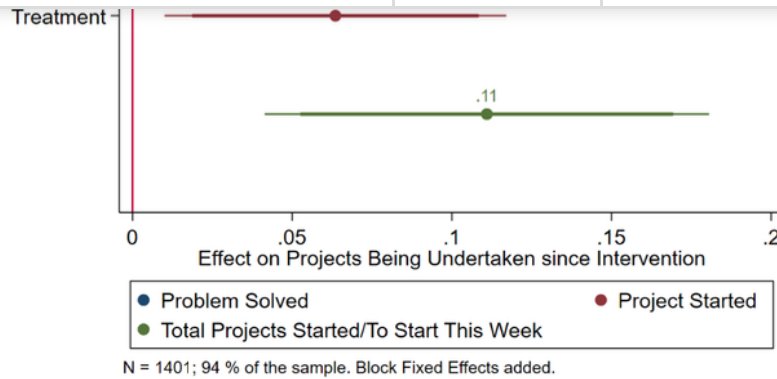 Treatment
.11
0 .05 .1 .15 .2
Effect on Projects Being Undertaken since Intervention
Problem Solved Project Started
Total Projects Started/To Start This Week
N = 1401; 94 % of the sample. Block Fixed Effects added.